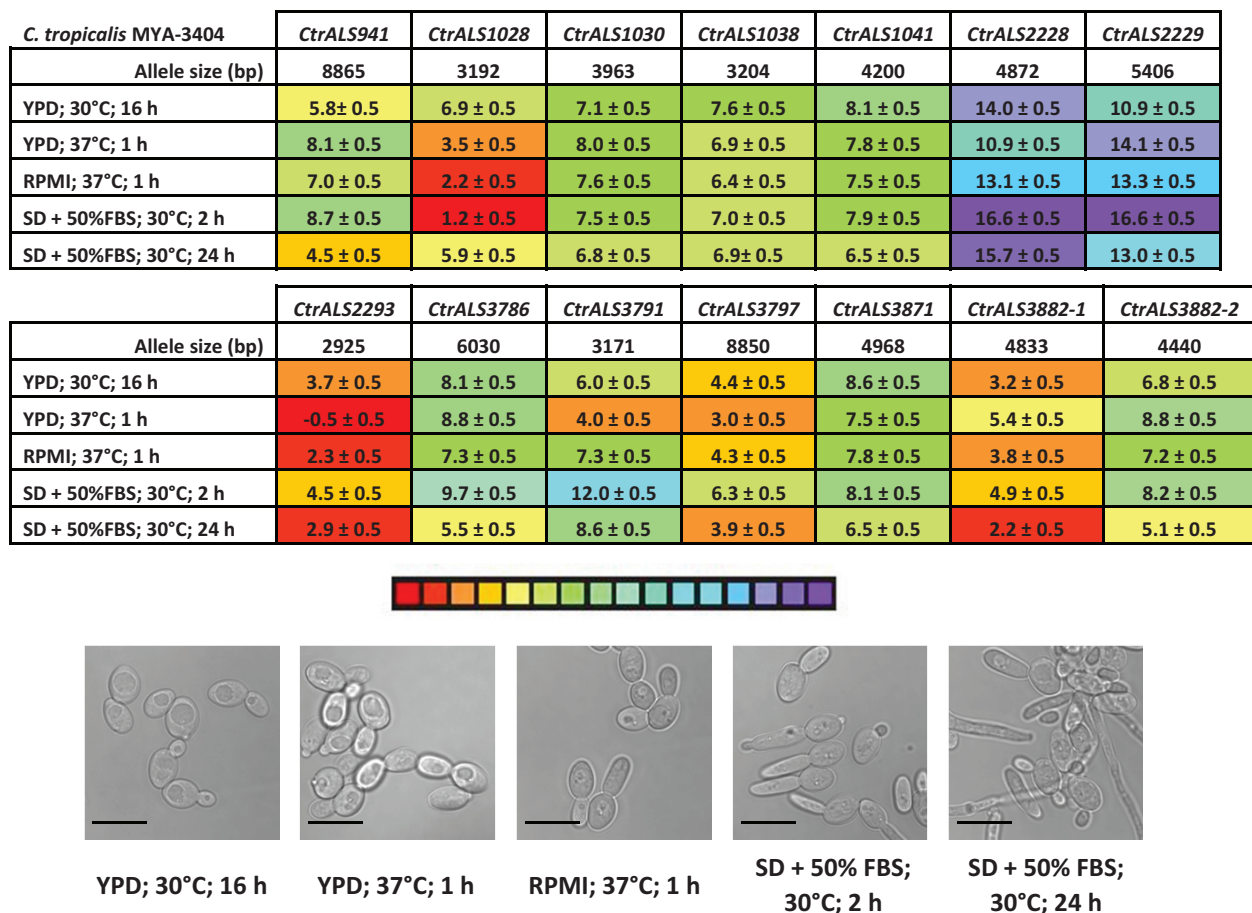 C. tropicalis MYA-3404 CtrALS941 CtrALS1028 CtrALS1030 CtrALS1038 CtrALS1041 CtrALS2228 CtrALS2229
Allele size (bp) 8865 3192 3963 3204 4200 4872 5406
YPD; 30°C; 16 h 5.8± 0.5 6.9 ± 0.5 7.1 ± 0.5 7.6 ± 0.5 8.1 ± 0.5 14.0 ± 0.5 10.9 ± 0.5
YPD; 37°C; 1 h 8.1 ± 0.5 3.5 ± 0.5 8.0 ± 0.5 6.9 ± 0.5 7.8 ± 0.5 10.9 ± 0.5 14.1 ± 0.5
RPMI; 37°C; 1 h 7.0 ± 0.5 2.2 ± 0.5 7.6 ± 0.5 6.4 ± 0.5 7.5 ± 0.5 13.1 ± 0.5 13.3 ± 0.5
SD + 50%FBS; 30°C; 2 h 8.7 ± 0.5 1.2 ± 0.5 7.5 ± 0.5 7.0 ± 0.5 7.9 ± 0.5 16.6 ± 0.5 16.6 ± 0.5
SD + 50%FBS; 30°C; 24 h 4.5 ± 0.5 5.9 ± 0.5 6.8 ± 0.5 6.9± 0.5 6.5 ± 0.5 15.7 ± 0.5 13.0 ± 0.5
CtrALS2293 CtrALS3786 CtrALS3791 CtrALS3797 CtrALS3871 CtrALS3882-1 CtrALS3882-2
Allele size (bp) 2925 6030 3171 8850 4968 4833 4440
YPD; 30°C; 16 h 3.7 ± 0.5 8.1 ± 0.5 6.0 ± 0.5 4.4 ± 0.5 8.6 ± 0.5 3.2 ± 0.5 6.8 ± 0.5
YPD; 37°C; 1 h -0.5 ± 0.5 8.8 ± 0.5 4.0 ± 0.5 3.0 ± 0.5 7.5 ± 0.5 5.4 ± 0.5 8.8 ± 0.5
RPMI; 37°C; 1 h 2.3 ± 0.5 7.3 ± 0.5 7.3 ± 0.5 4.3 ± 0.5 7.8 ± 0.5 3.8 ± 0.5 7.2 ± 0.5
SD + 50%FBS; 30°C; 2 h 4.5 ± 0.5 9.7 ± 0.5 12.0 ± 0.5 6.3 ± 0.5 8.1 ± 0.5 4.9 ± 0.5 8.2 ± 0.5
SD + 50%FBS; 30°C; 24 h 2.9 ± 0.5 5.5 ± 0.5 8.6 ± 0.5 3.9 ± 0.5 6.5 ± 0.5 2.2 ± 0.5 5.1 ± 0.5
YPD; 30°C; 16 h
YPD; 37°C; 1 h
RPMI; 37°C; 1 h
SD + 50% FBS;
30°C; 2 h
SD + 50% FBS;
30°C; 24 h